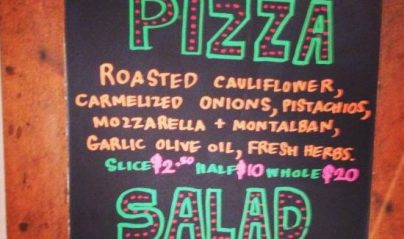 PIZZA
ROASTED CAULIFLOWER,
CARMELIZED ONIONS, PISTACHIOS,
MOZZARELLA + MONTALBAN,
GARLIC OLIVE OIL, FRESH HERBS.
SLICE $2.50 HALF $10 WHOLE $20
SALAD